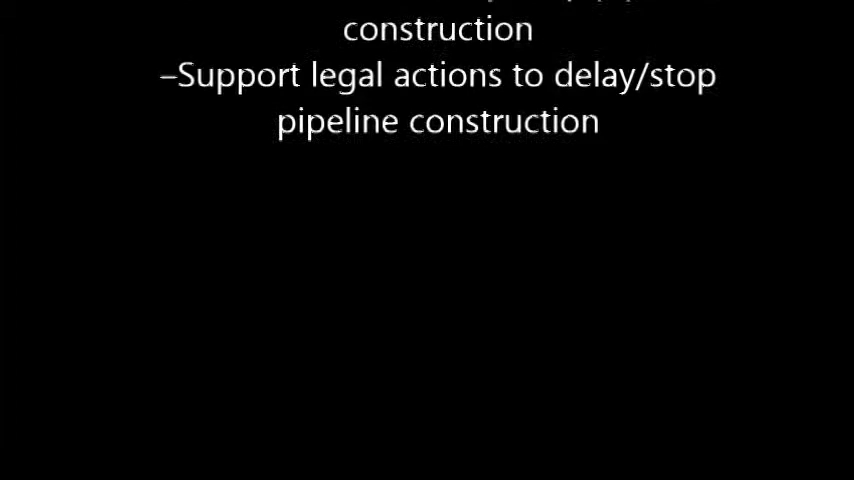 construction
–Support legal actions to delay/stop
pipeline construction